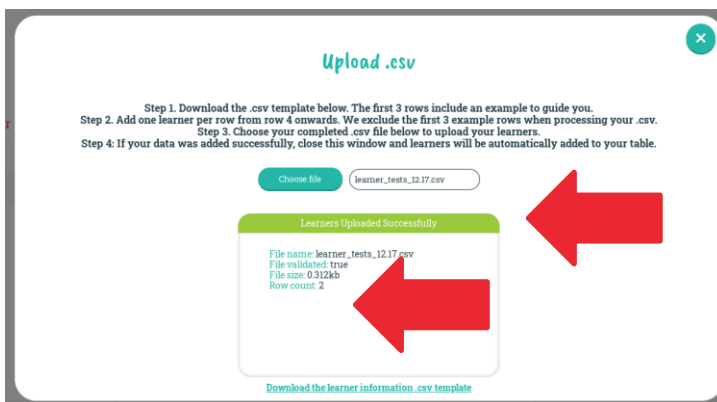 Upload .csv
Step 1. Download the .csv template below. The first 3 rows include an example to guide you.
Step 2. Add one learner per row from row 4 onwards. We exclude the first 3 example rows when processing your .csv.
Step 3. Choose your completed .csv file below to upload your learners.
Step 4: If your data was added successfully, close this window and learners will be automatically added to your table.
Choose file learner_tests_12.17.csv
Learners Uploaded Successfully
File name: learner_tests_12.17.csv
File validated: true
File size: 0.312kb
Row count: 2
Download the learner information .csv template